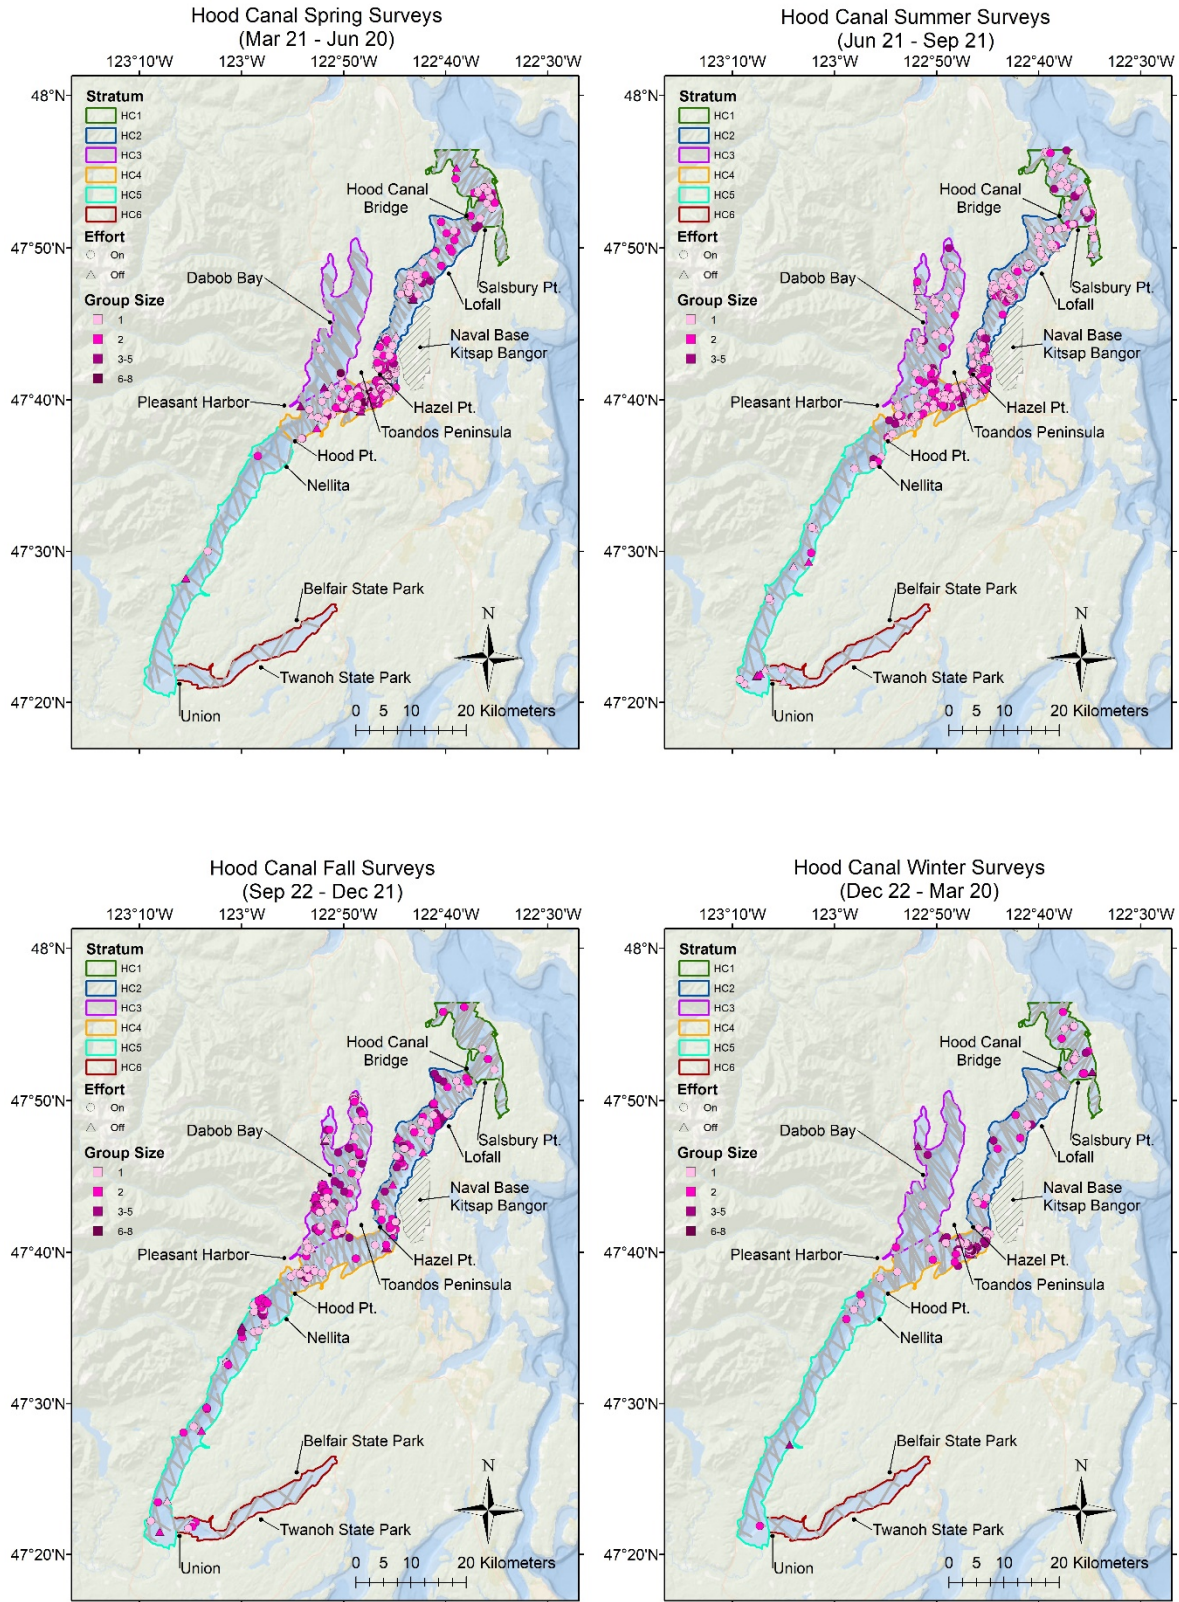 Hood Canal Spring Surveys
(Mar 21 - Jun 20)
123°10'W 123°W 122°50'W 122°40'W 122°30'W
48°N
47°50'N
47°40'N
47°30'N
47°20'N
Stratum
HC1
HC2
HC3
HC4
HC5
HC6
Effort
On
Off
Group Size
1
2
3-5
6-8
Hood Canal
Bridge
Dabob Bay
Salsbury Pt.
Lofall
Naval Base
Kitsap Bangor
Pleasant Harbor
Hazel Pt.
Toandos Peninsula
Hood Pt.
Nellita
Belfair State Park
N
Twanoh State Park
Union
0 5 10 20 Kilometers
Hood Canal Summer Surveys
(Jun 21 - Sep 21)
123°10'W 123°W 122°50'W 122°40'W 122°30'W
48°N
47°50'N
47°40'N
47°30'N
47°20'N
Stratum
HC1
HC2
HC3
HC4
HC5
HC6
Effort
On
Off
Group Size
1
2
3-5
Hood Canal
Bridge
Dabob Bay
Salsbury Pt.
Lofall
Naval Base
Kitsap Bangor
Pleasant Harbor
Hazel Pt.
Toandos Peninsula
Hood Pt.
Nellita
Belfair State Park
N
Twanoh State Park
Union
0 5 10 20 Kilometers
Hood Canal Fall Surveys
(Sep 22 - Dec 21)
123°10'W 123°W 122°50'W 122°40'W 122°30'W
48°N
47°50'N
47°40'N
47°30'N
47°20'N
Stratum
HC1
HC2
HC3
HC4
HC5
HC6
Effort
On
Off
Group Size
1
2
3-5
6-8
Hood Canal
Bridge
Dabob Bay
Salsbury Pt.
Lofall
Naval Base
Kitsap Bangor
Pleasant Harbor
Hazel Pt.
Toandos Peninsula
Hood Pt.
Nellita
Belfair State Park
N
Twanoh State Park
Union
0 5 10 20 Kilometers
Hood Canal Winter Surveys
(Dec 22 - Mar 20)
123°10'W 123°W 122°50'W 122°40'W 122°30'W
48°N
47°50'N
47°40'N
47°30'N
47°20'N
Stratum
HC1
HC2
HC3
HC4
HC5
HC6
Effort
On
Off
Group Size
1
2
3-5
6-8
Hood Canal
Bridge
Dabob Bay
Salsbury Pt.
Lofall
Naval Base
Kitsap Bangor
Pleasant Harbor
Hazel Pt.
Toandos Peninsula
Hood Pt.
Nellita
Belfair State Park
N
Twanoh State Park
Union
0 5 10 20 Kilometers